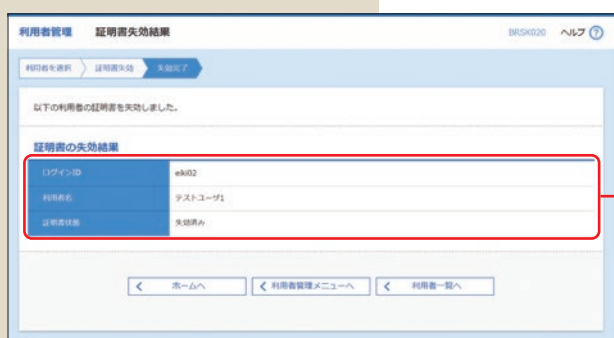 利用者管理 証明書失効結果 BRSK020 ヘルプ ?
利用者を選択 証明書失効 失効完了
以下の利用者の証明書を失効しました。
証明書の失効結果
ログインID eiki02
利用者名 テストユーザ1
証明書状態 失効済み
ホームへ 利用者管理メニューへ 利用者一覧へ